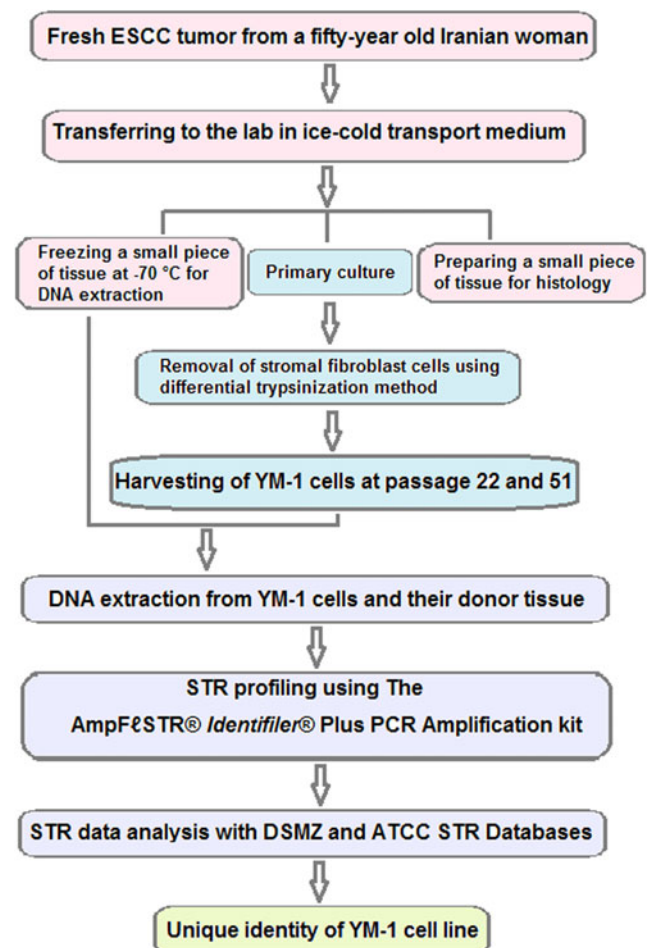 Fresh ESCC tumor from a fifty-year old Iranian woman
Transferring to the lab in ice-cold transport medium
Freezing a small piece
of tissue at -70 °C for
DNA extraction
Primary culture
Preparing a small piece
of tissue for histology
Removal of stromal fibroblast cells using
differential trypsinization method
Harvesting of YM-1 cells at passage 22 and 51
DNA extraction from YM-1 cells and their donor tissue
STR profiling using The
AmpFℓSTR® Identifiler® Plus PCR Amplification kit
STR data analysis with DSMZ and ATCC STR Databases
Unique identity of YM-1 cell line